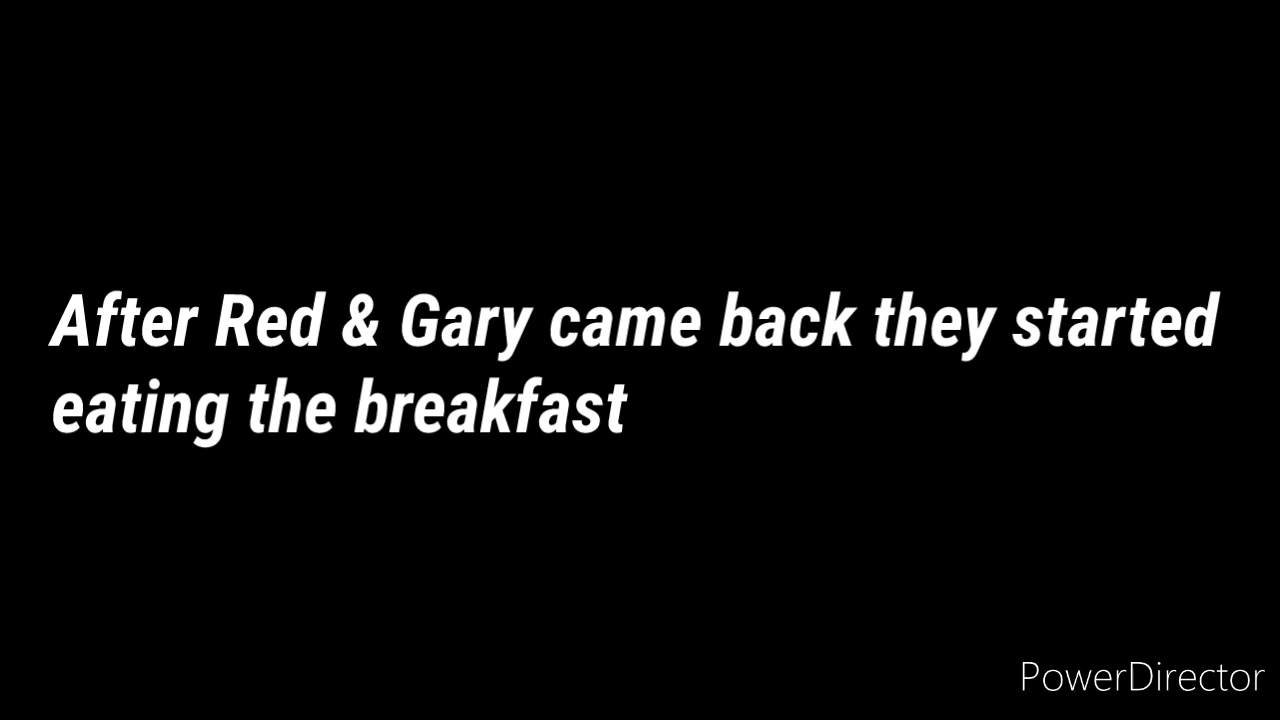 After Red & Gary came back they started
eating the breakfast
PowerDirector